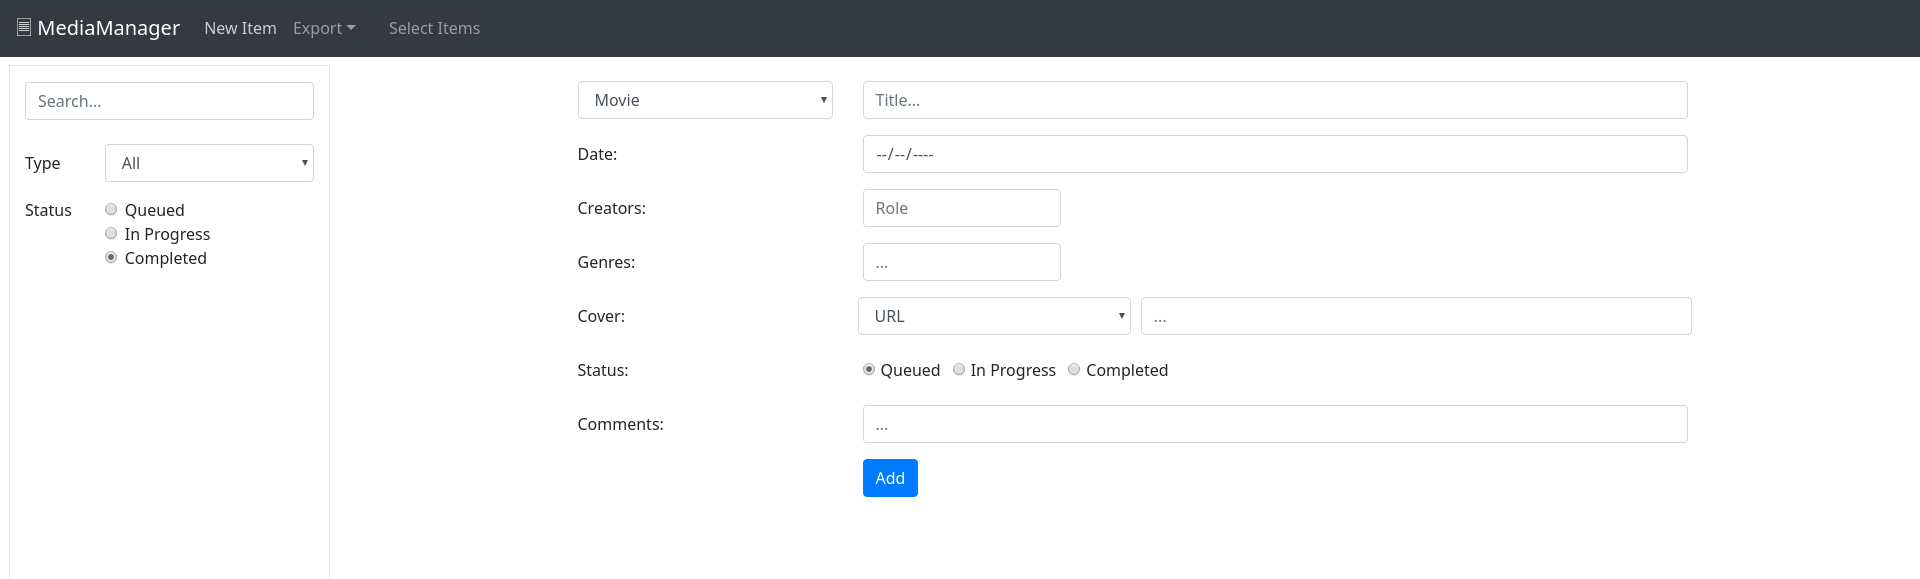 MediaManager New Item Export Select Items
Search...
Type All
Status Queued
In Progress
Completed
Movie Title...
Date: --/--/----
Creators: Role
Genres: ...
Cover: URL ...
Status: Queued In Progress Completed
Comments: ...
Add